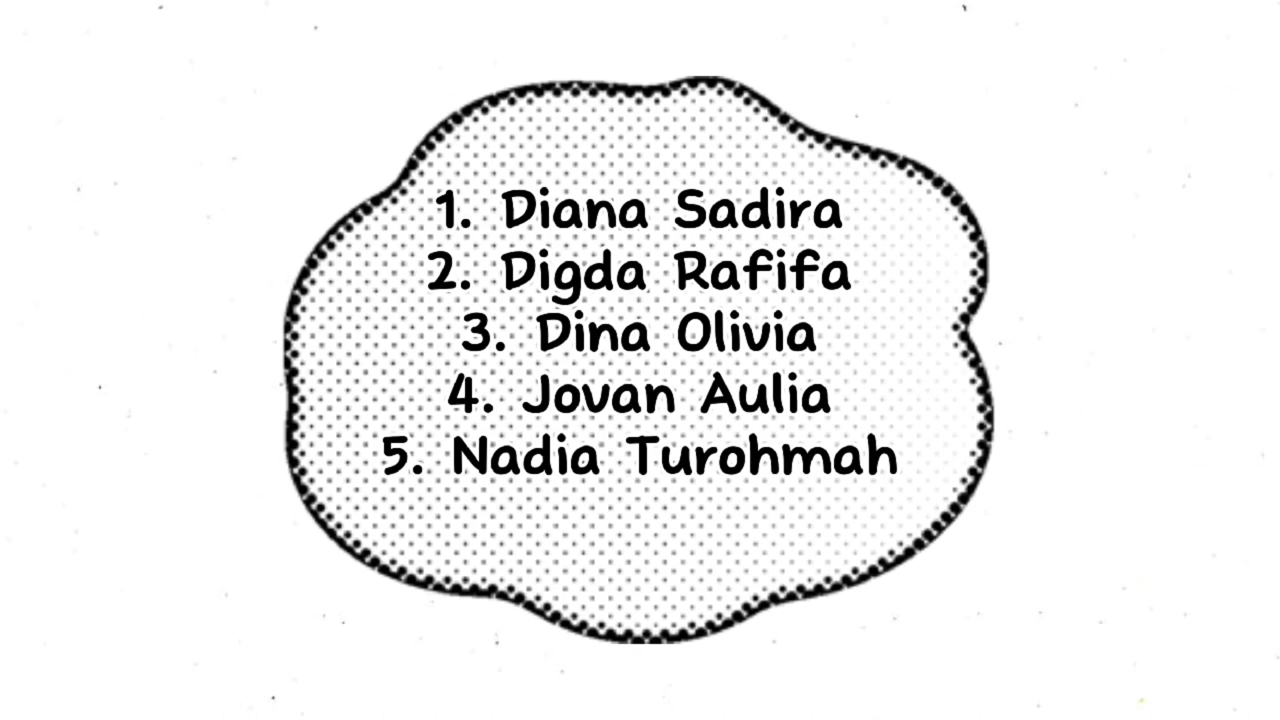 1. Diana Sadira
2. Digda Rafifa
3. Dina Olivia
4. Jovan Aulia
5. Nadia Turohmah